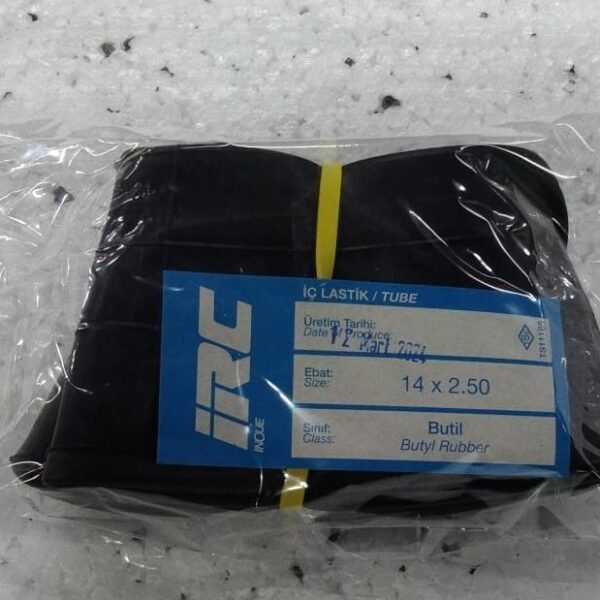 İÇ LASTİK / TUBE
Üretim Tarihi:
Date of Produce:
12 Mart 2024
Ebat:
Size:
14 x 2.50
Sınıf:
Class:
Butil
Butyl Rubber
IRC
INOUE